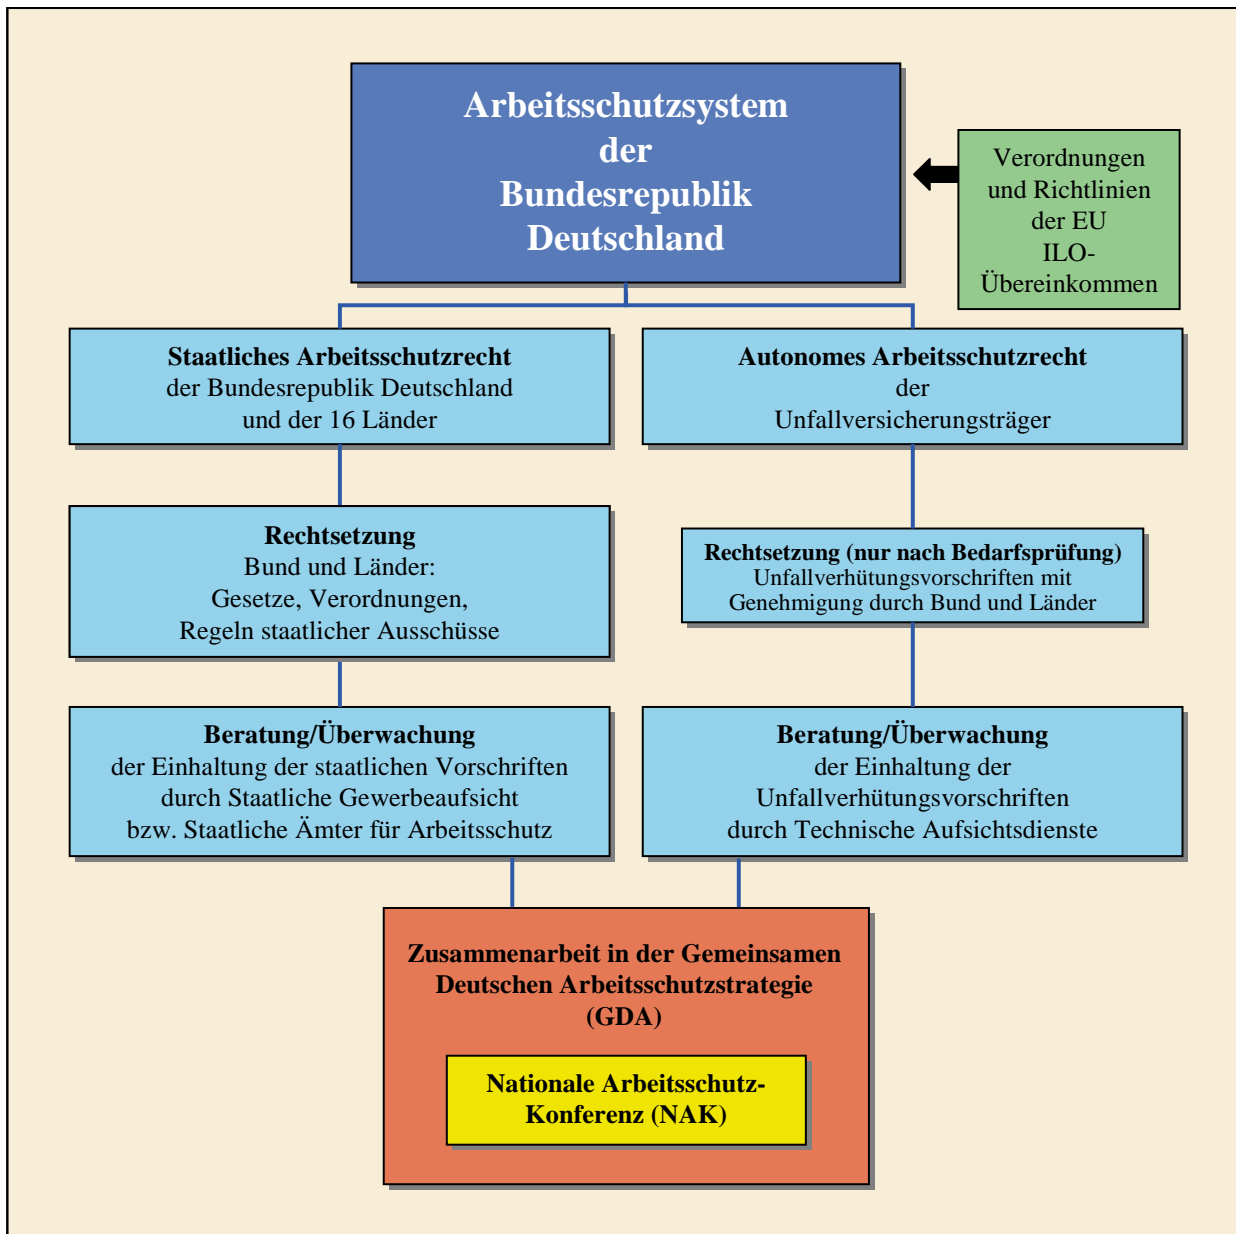 Arbeitsschutzsystem
der
Bundesrepublik
Deutschland
Verordnungen
und Richtlinien
der EU
ILO-
Übereinkommen
Staatliches Arbeitsschutzrecht
der Bundesrepublik Deutschland
und der 16 Länder
Autonomes Arbeitsschutzrecht
der
Unfallversicherungsträger
Rechtsetzung
Bund und Länder:
Gesetze, Verordnungen,
Regeln staatlicher Ausschüsse
Rechtsetzung (nur nach Bedarfsprüfung)
Unfallverhütungsvorschriften mit
Genehmigung durch Bund und Länder
Beratung/Überwachung
der Einhaltung der staatlichen Vorschriften
durch Staatliche Gewerbeaufsicht
bzw. Staatliche Ämter für Arbeitsschutz
Beratung/Überwachung
der Einhaltung der
Unfallverhütungsvorschriften
durch Technische Aufsichtsdienste
Zusammenarbeit in der Gemeinsamen
Deutschen Arbeitsschutzstrategie
(GDA)
Nationale Arbeitsschutz-
Konferenz (NAK)